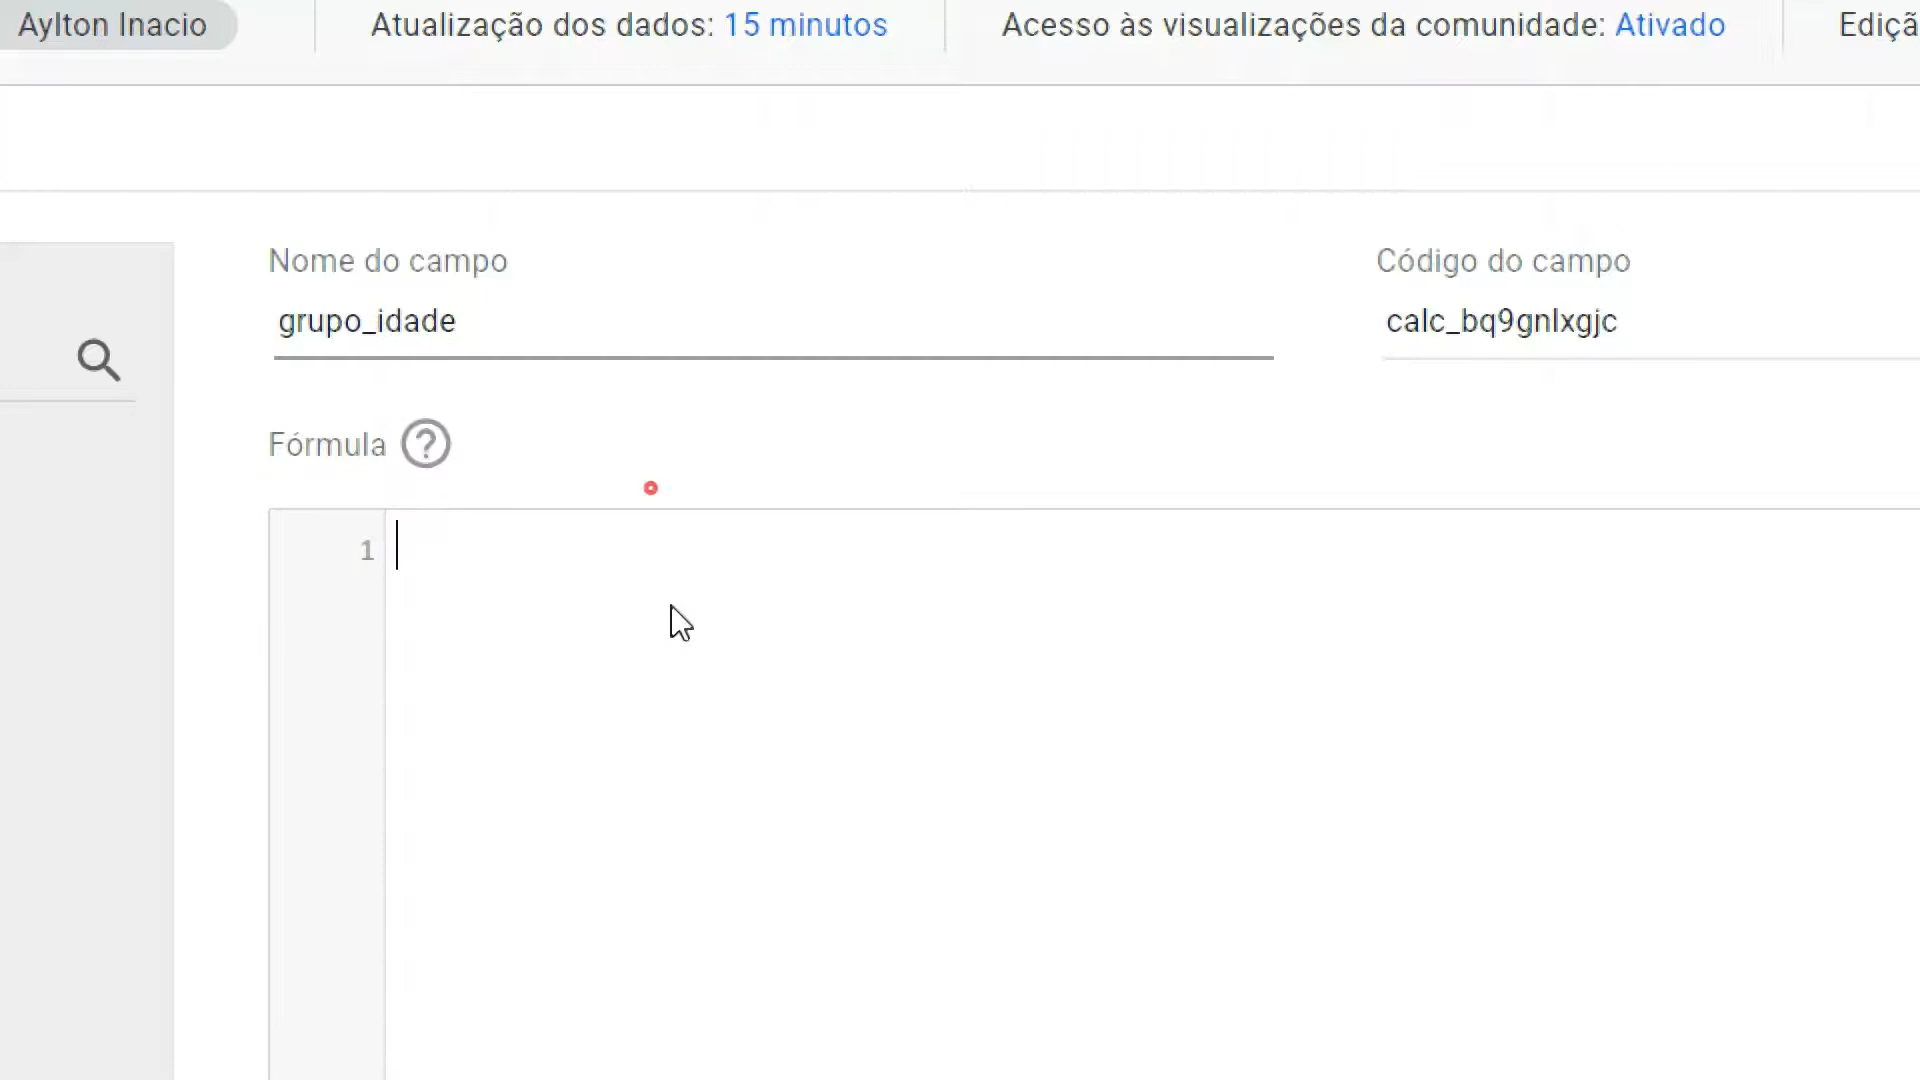 Aylton Inacio
Atualização dos dados: 15 minutos
Acesso às visualizações da comunidade: Ativado
Ediçã
Nome do campo
Código do campo
grupo_idade
calc_bq9gnlxgjc
Fórmula ?
1